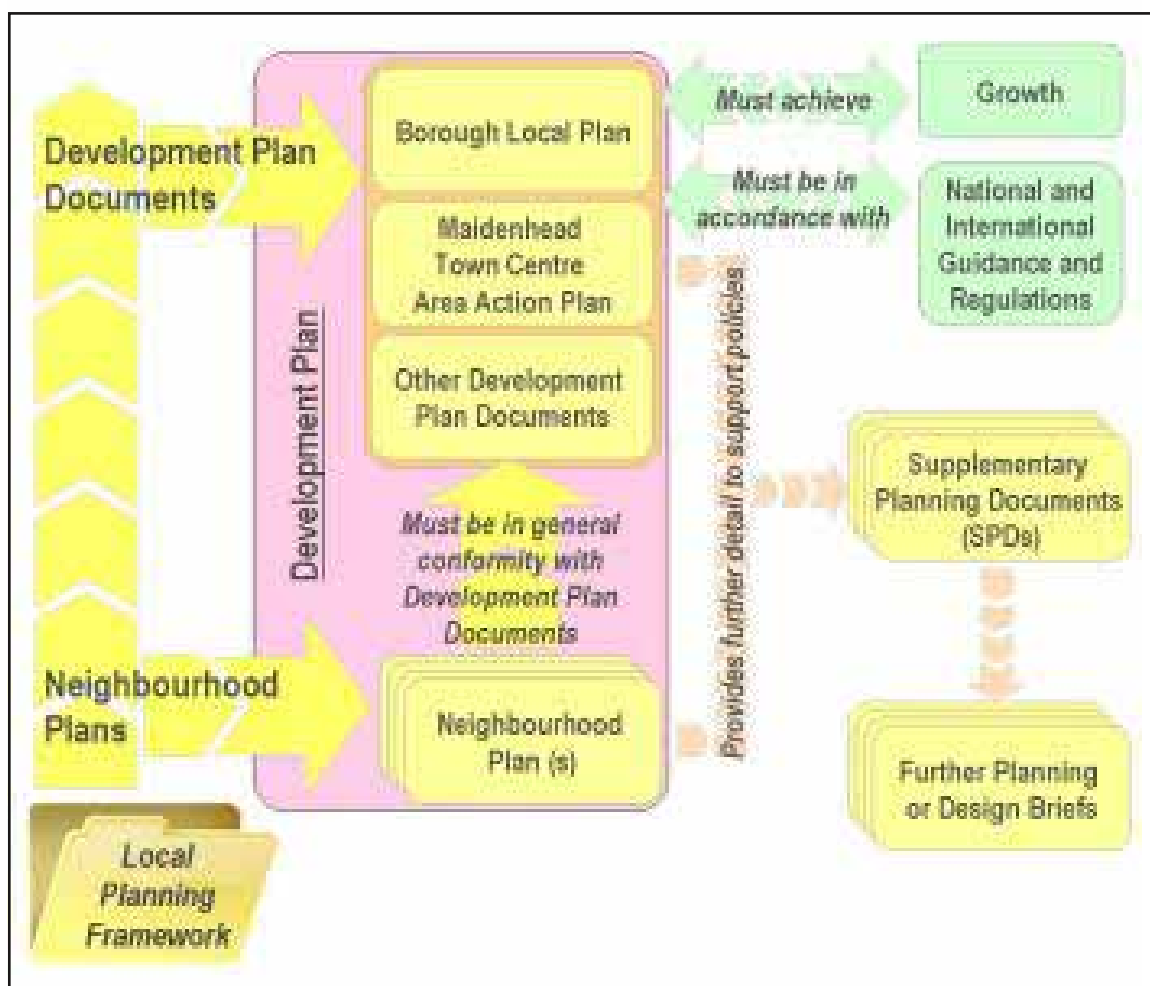 Development Plan
Documents
Borough Local Plan
Must achieve
Growth
Must be in
accordance with
National and
International
Guidance and
Regulations
Maidenhead
Town Centre
Area Action Plan
Other Development
Plan Documents
Development Plan
Must be in general
conformity with
Development Plan
Documents
Provides further detail to support policies
Supplementary
Planning Documents
(SPDs)
Neighbourhood
Plans
Neighbourhood
Plan (s)
Further Planning
or Design Briefs
Local
Planning
Framework